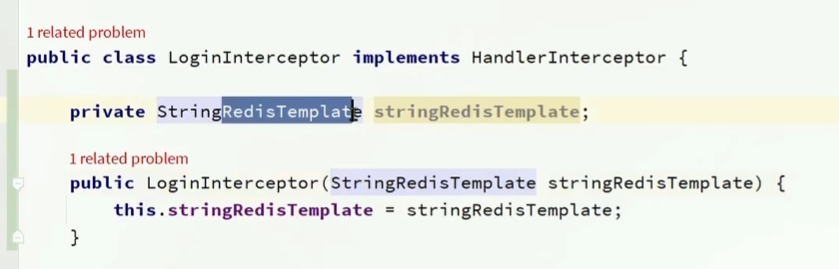 1 related problem
public class LoginInterceptor implements HandlerInterceptor {
private StringRedisTemplate stringRedisTemplate;
1 related problem
public LoginInterceptor(StringRedisTemplate stringRedisTemplate) {
this.stringRedisTemplate = stringRedisTemplate;
}